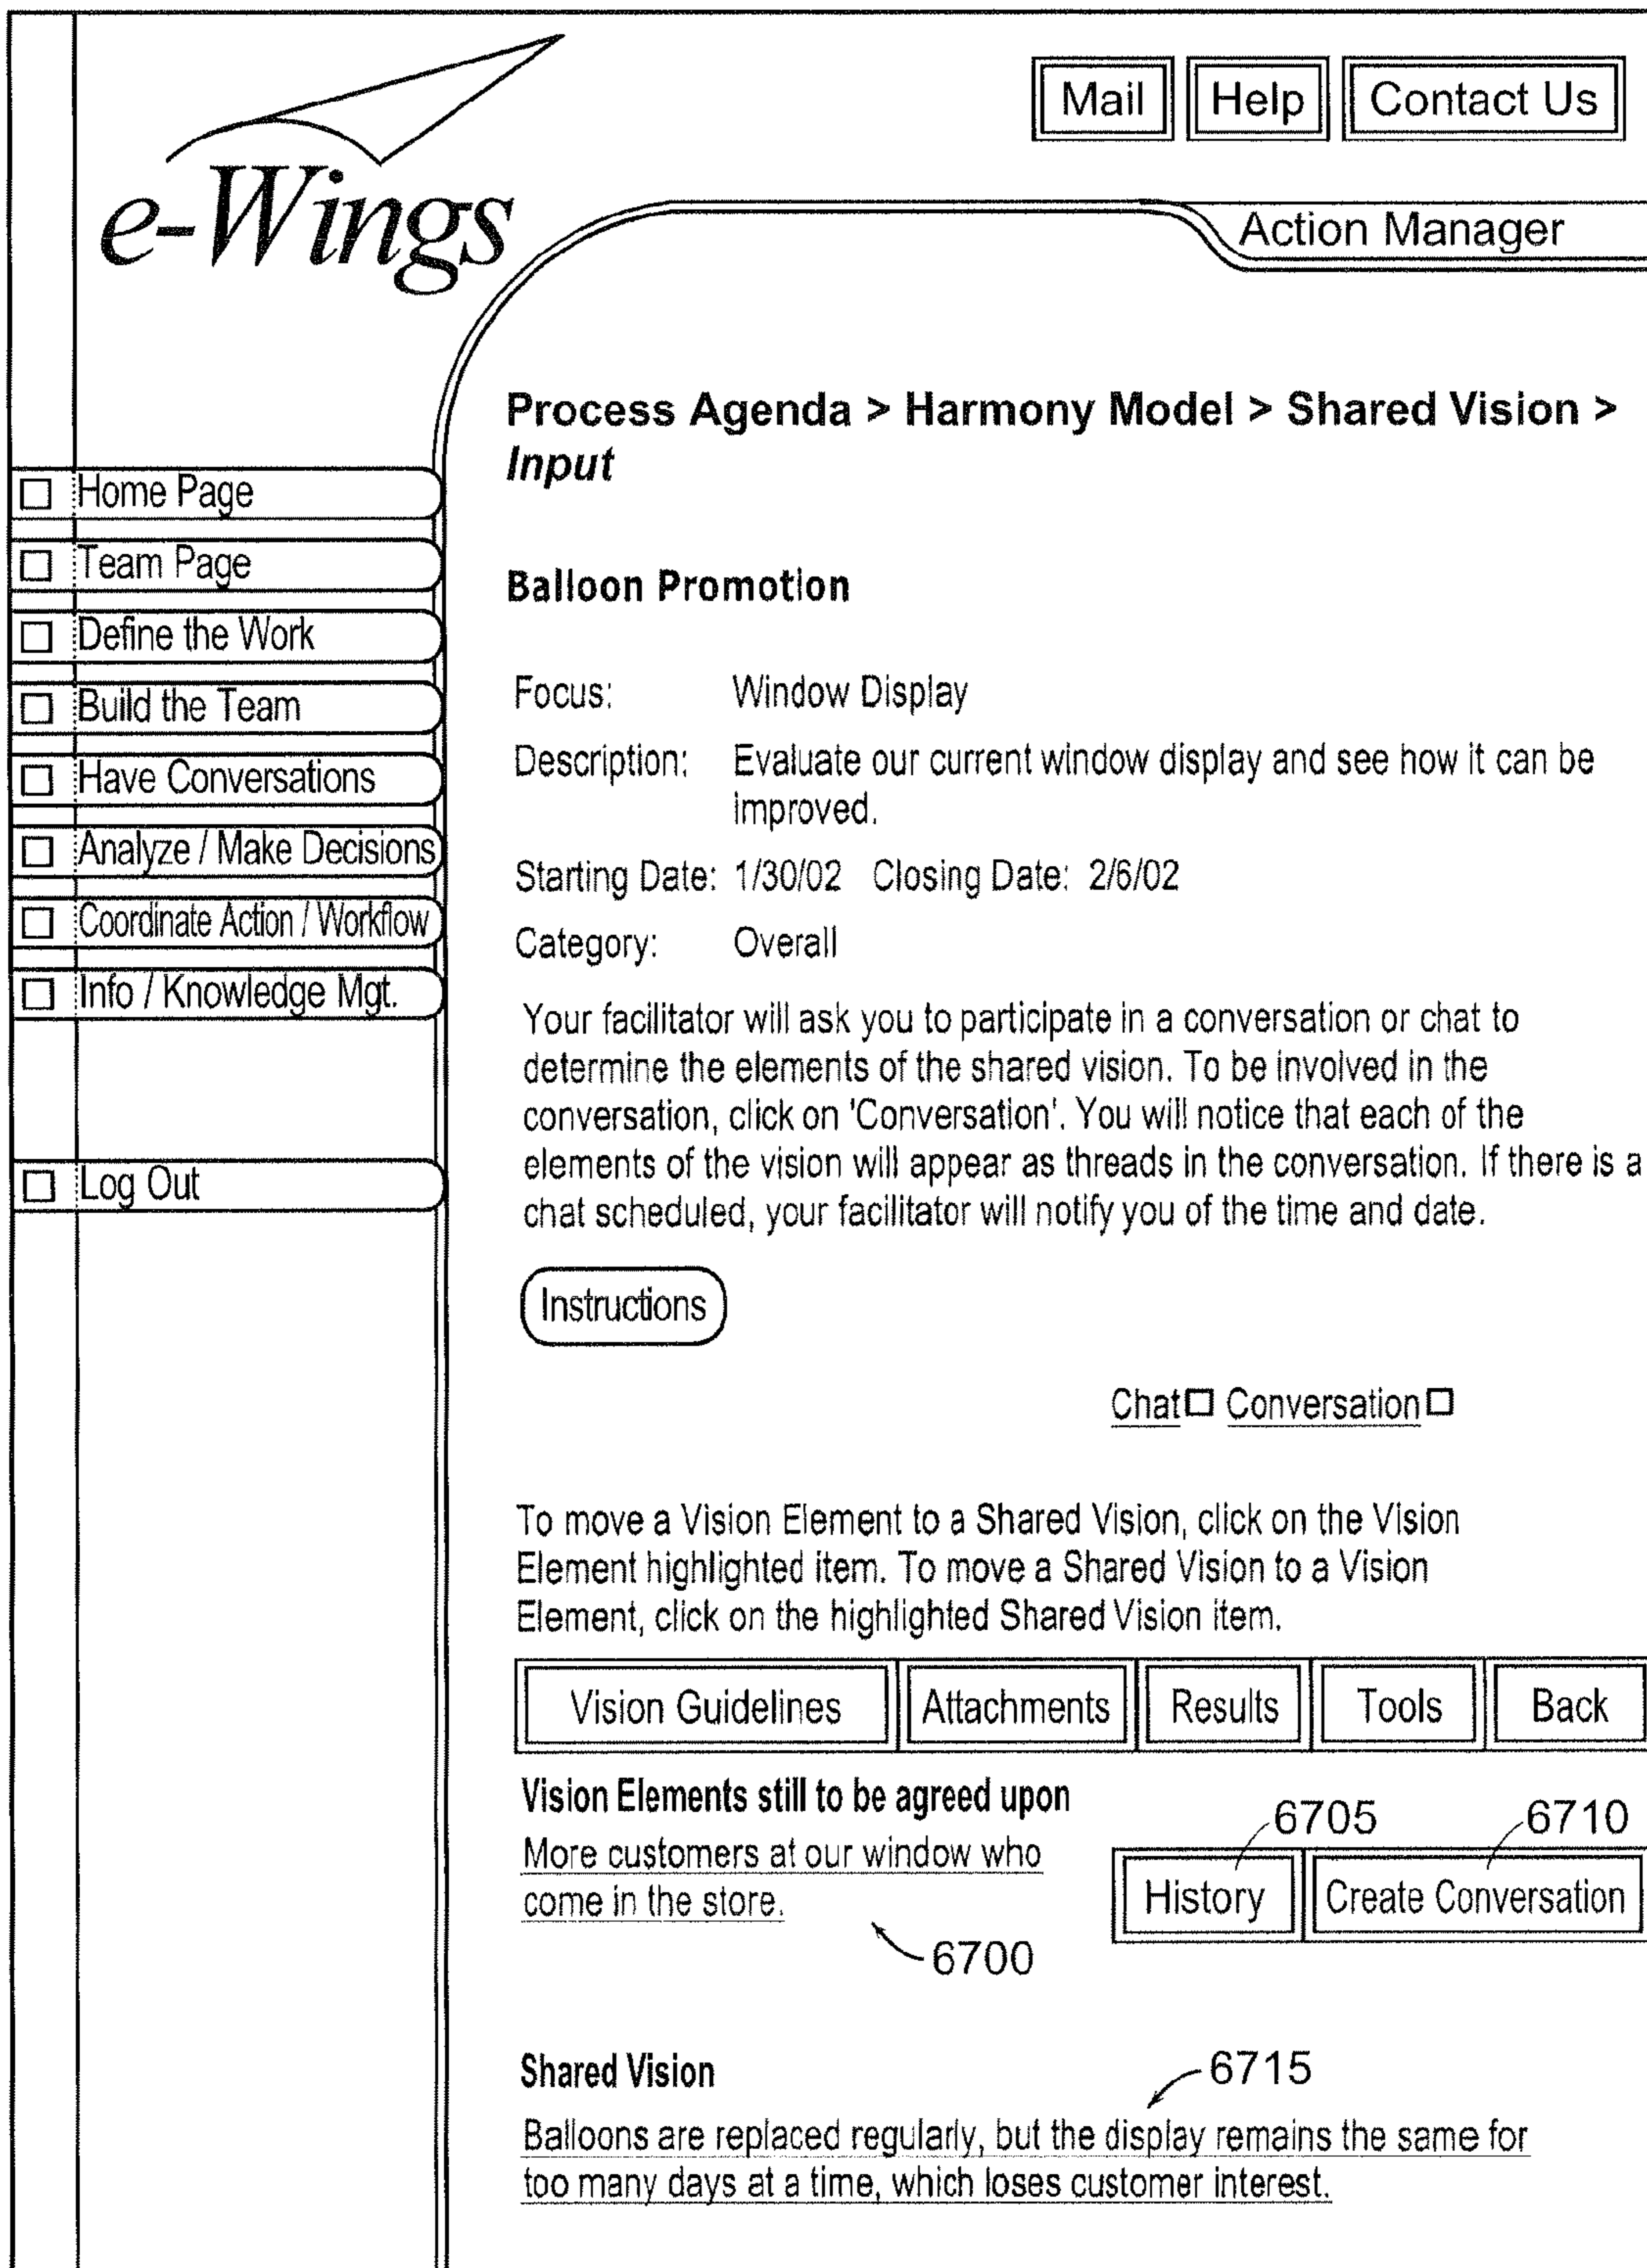 Mail Help Contact Us
e-Wings
Action Manager
Process Agenda > Harmony Model > Shared Vision >
Input
Home Page
Team Page
Define the Work
Build the Team
Have Conversations
Analyze / Make Decisions
Coordinate Action / Workflow
Info / Knowledge Mgt.
Log Out
Balloon Promotion
Focus: Window Display
Description: Evaluate our current window display and see how it can be
improved.
Starting Date: 1/30/02 Closing Date: 2/6/02
Category: Overall
Your facilitator will ask you to participate in a conversation or chat to
determine the elements of the shared vision. To be involved in the
conversation, click on 'Conversation'. You will notice that each of the
elements of the vision will appear as threads in the conversation. If there is a
chat scheduled, your facilitator will notify you of the time and date.
Instructions
Chat Conversation
To move a Vision Element to a Shared Vision, click on the Vision
Element highlighted item. To move a Shared Vision to a Vision
Element, click on the highlighted Shared Vision item.
Vision Guidelines Attachments Results Tools Back
Vision Elements still to be agreed upon
More customers at our window who
come in the store.
6705 6710
History Create Conversation
6700
Shared Vision
6715
Balloons are replaced regularly, but the display remains the same for
too many days at a time, which loses customer interest.